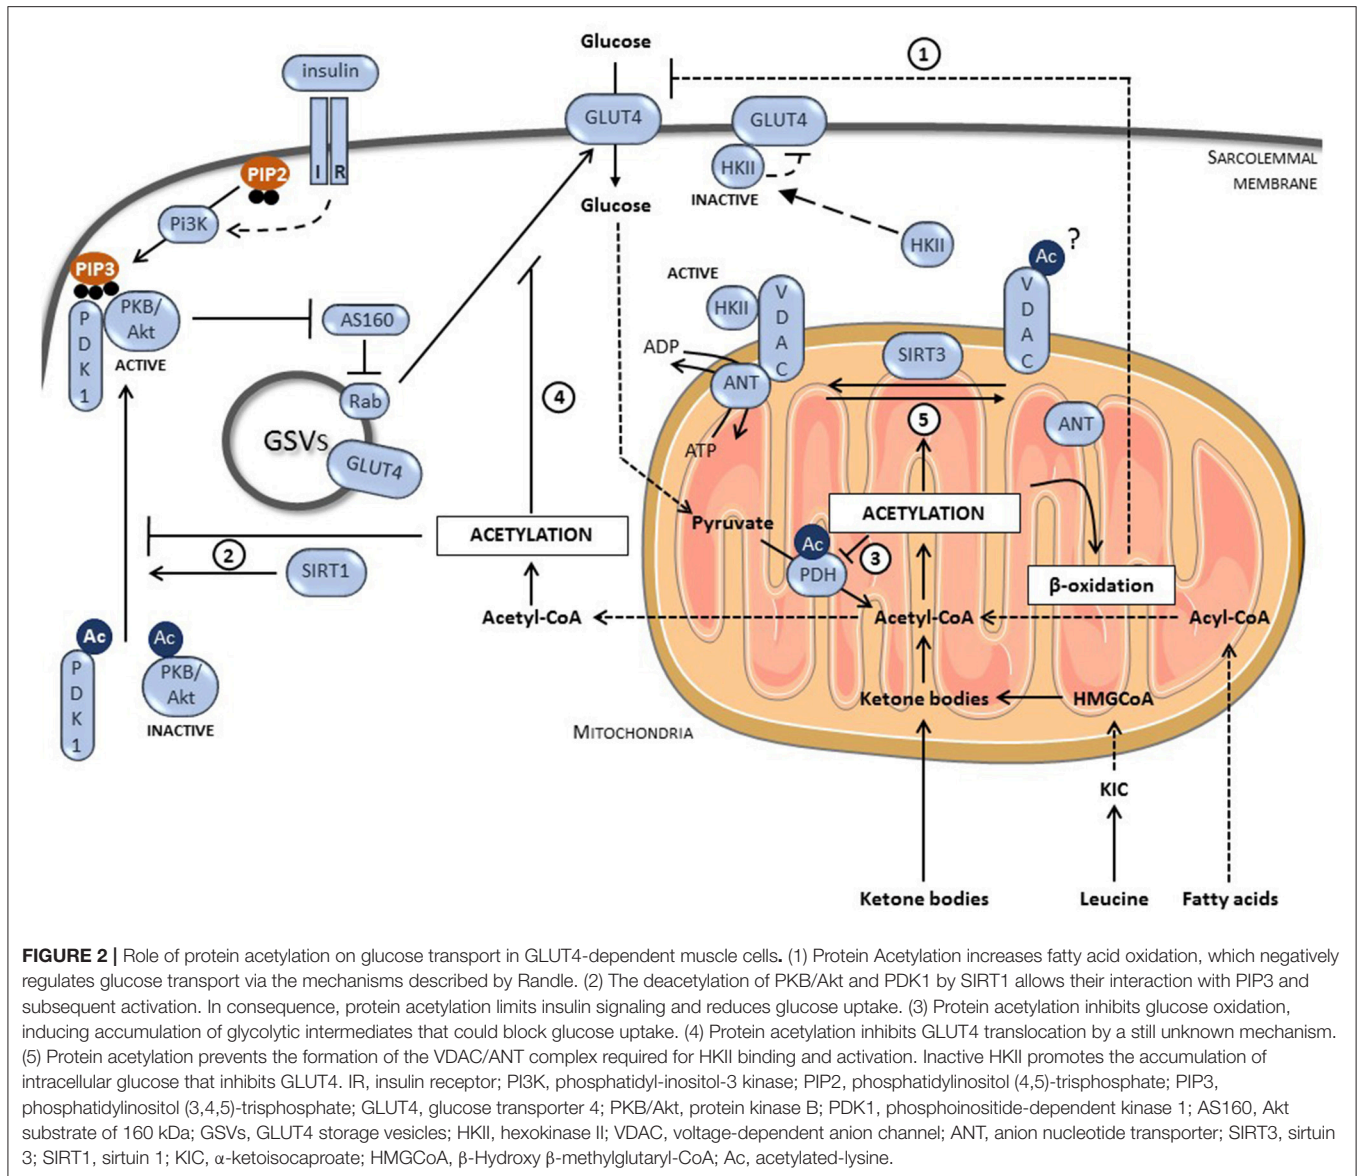 Glucose
1
insulin
GLUT4
GLUT4
SARCOLEMMAL
MEMBRANE
I R
PIP2
HKII
INACTIVE
Glucose
Pi3K
HKII
Ac
?
PIP3
ACTIVE
HKII
VDAC
VDAC
PKB/
Akt
PDK1
ACTIVE
AS160
ADP
SIRT3
ANT
Rab
4
5
ANT
GSVs
GLUT4
ATP
Pyruvate
ACETYLATION
ACETYLATION
Ac
3
PDH
2
SIRT1
β-oxidation
Acetyl-CoA
Acetyl-CoA
Acyl-CoA
Ac
Ac
PDK1
PKB/
Akt
INACTIVE
Ketone bodies
HMGCoA
MITOCHONDRIA
KIC
Ketone bodies
Leucine
Fatty acids
FIGURE 2 | Role of protein acetylation on glucose transport in GLUT4-dependent muscle cells. (1) Protein Acetylation increases fatty acid oxidation, which negatively
regulates glucose transport via the mechanisms described by Randle. (2) The deacetylation of PKB/Akt and PDK1 by SIRT1 allows their interaction with PIP3 and
subsequent activation. In consequence, protein acetylation limits insulin signaling and reduces glucose uptake. (3) Protein acetylation inhibits glucose oxidation,
inducing accumulation of glycolytic intermediates that could block glucose uptake. (4) Protein acetylation inhibits GLUT4 translocation by a still unknown mechanism.
(5) Protein acetylation prevents the formation of the VDAC/ANT complex required for HKII binding and activation. Inactive HKII promotes the accumulation of
intracellular glucose that inhibits GLUT4. IR, insulin receptor; PI3K, phosphatidyl-inositol-3 kinase; PIP2, phosphatidylinositol (4,5)-trisphosphate; PIP3,
phosphatidylinositol (3,4,5)-trisphosphate; GLUT4, glucose transporter 4; PKB/Akt, protein kinase B; PDK1, phosphoinositide-dependent kinase 1; AS160, Akt
substrate of 160 kDa; GSVs, GLUT4 storage vesicles; HKII, hexokinase II; VDAC, voltage-dependent anion channel; ANT, anion nucleotide transporter; SIRT3, sirtuin
3; SIRT1, sirtuin 1; KIC, α-ketoisocaproate; HMGCoA, β-Hydroxy β-methylglutaryl-CoA; Ac, acetylated-lysine.